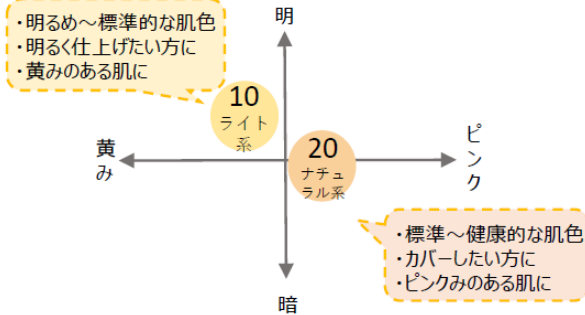 ・明るめ～標準的な肌色
・明るく仕上げたい方に
・黄みのある肌に
明
10
ライト
系
黄み
ピンク
20
ナチュ
ラル系
・標準～健康的な肌色
・カバーしたい方に
・ピンクみのある肌に
暗